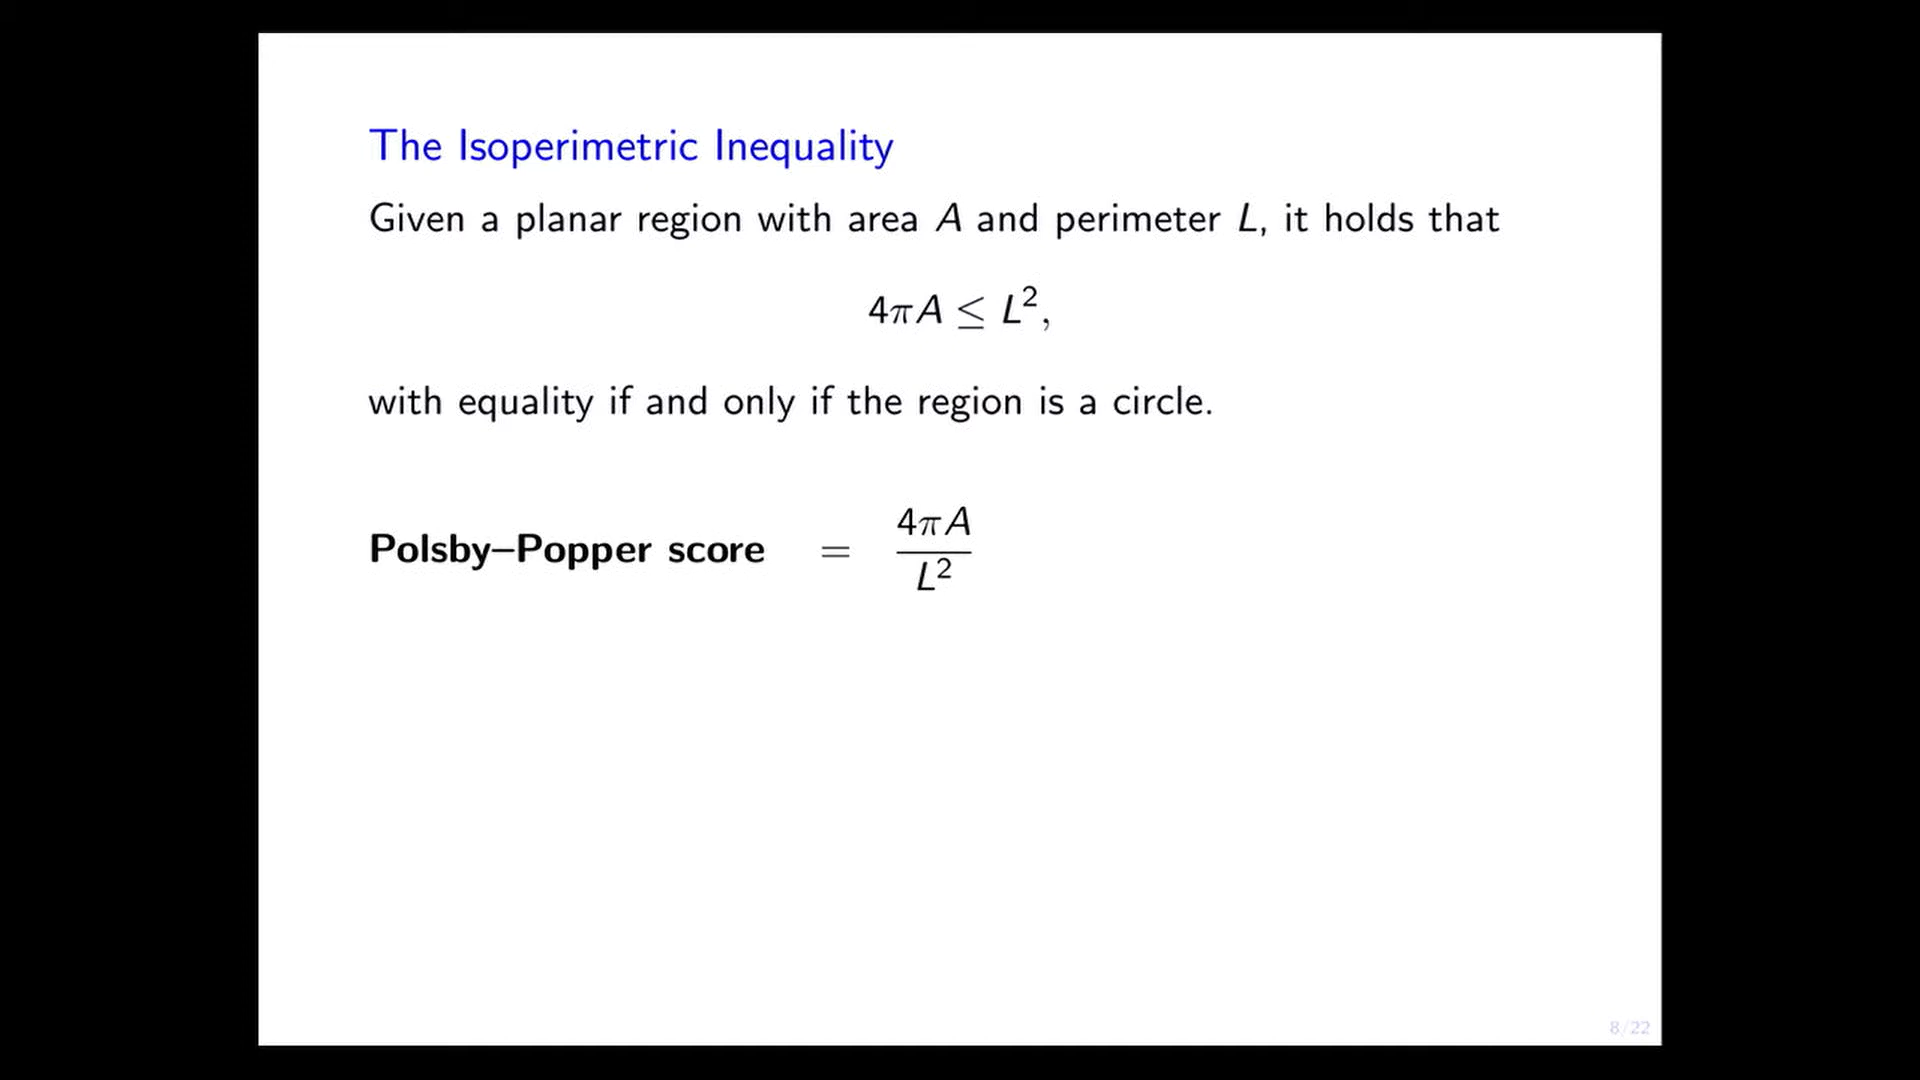 The Isoperimetric Inequality
Given a planar region with area A and perimeter L, it holds that
4πA ≤ L²,
with equality if and only if the region is a circle.
Polsby–Popper score = 4πA / L²
8/22